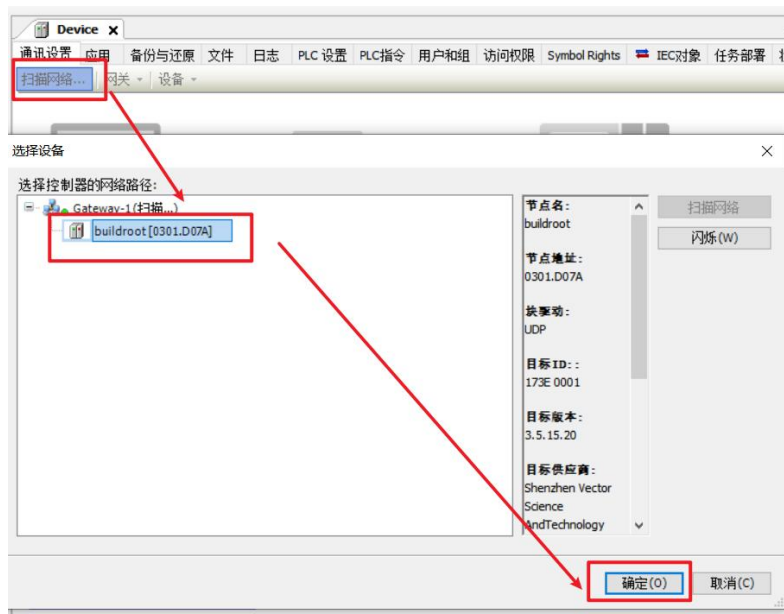 Device
通讯设置 应用 备份与还原 文件 日志 PLC 设置 PLC指令 用户和组 访问权限 Symbol Rights IEC对象 任务部署
扫描网络... 网关 设备
选择设备
选择控制器的网络路径:
Gateway-1(扫描...)
buildroot [0301.D07A]
节点名:
buildroot
节点地址:
0301.D07A
块驱动:
UDP
目标ID::
173E 0001
目标版本:
3.5.15.20
目标供应商:
Shenzhen Vector
Science
AndTechnology
扫描网络
闪烁(W)
确定(O)
取消(C)